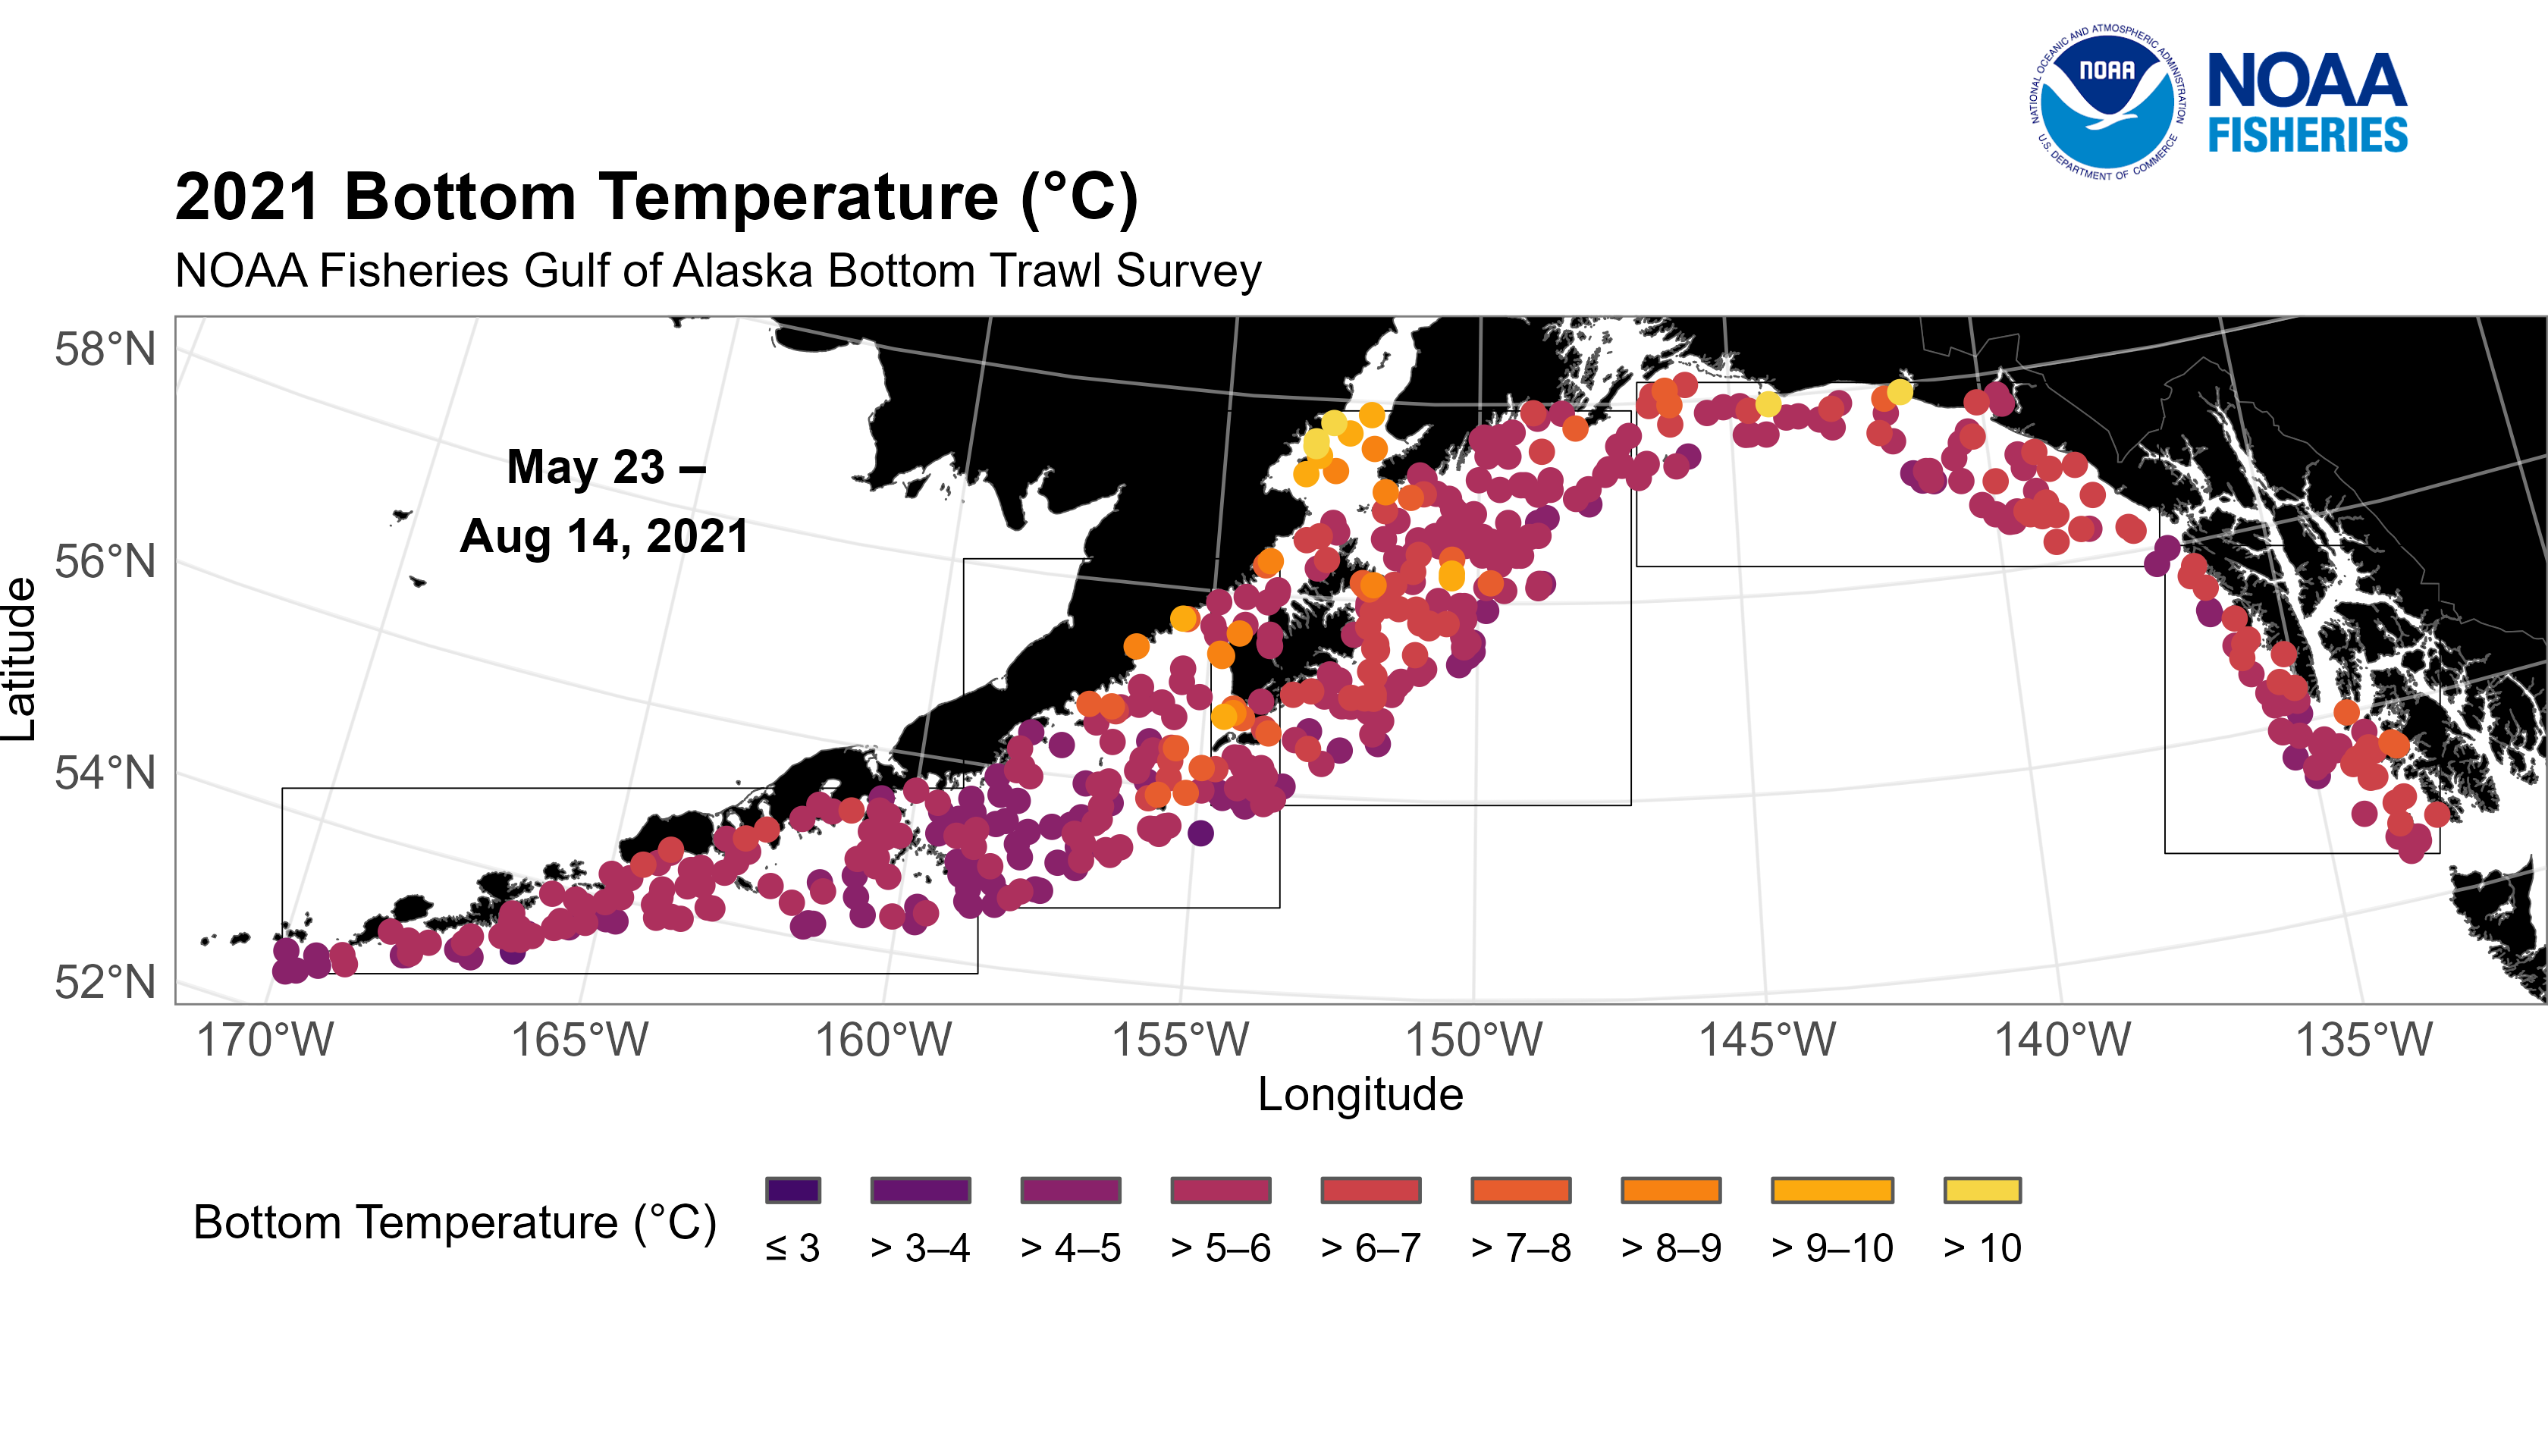 NATIONAL OCEANIC AND ATMOSPHERIC ADMINISTRATION
U.S. DEPARTMENT OF COMMERCE
NOAA
NOAA
FISHERIES
2021 Bottom Temperature (°C)
NOAA Fisheries Gulf of Alaska Bottom Trawl Survey
May 23 –
Aug 14, 2021
Latitude
58°N
56°N
54°N
52°N
170°W 165°W 160°W 155°W 150°W 145°W 140°W 135°W
Longitude
Bottom Temperature (°C)
≤ 3 > 3–4 > 4–5 > 5–6 > 6–7 > 7–8 > 8–9 > 9–10 > 10